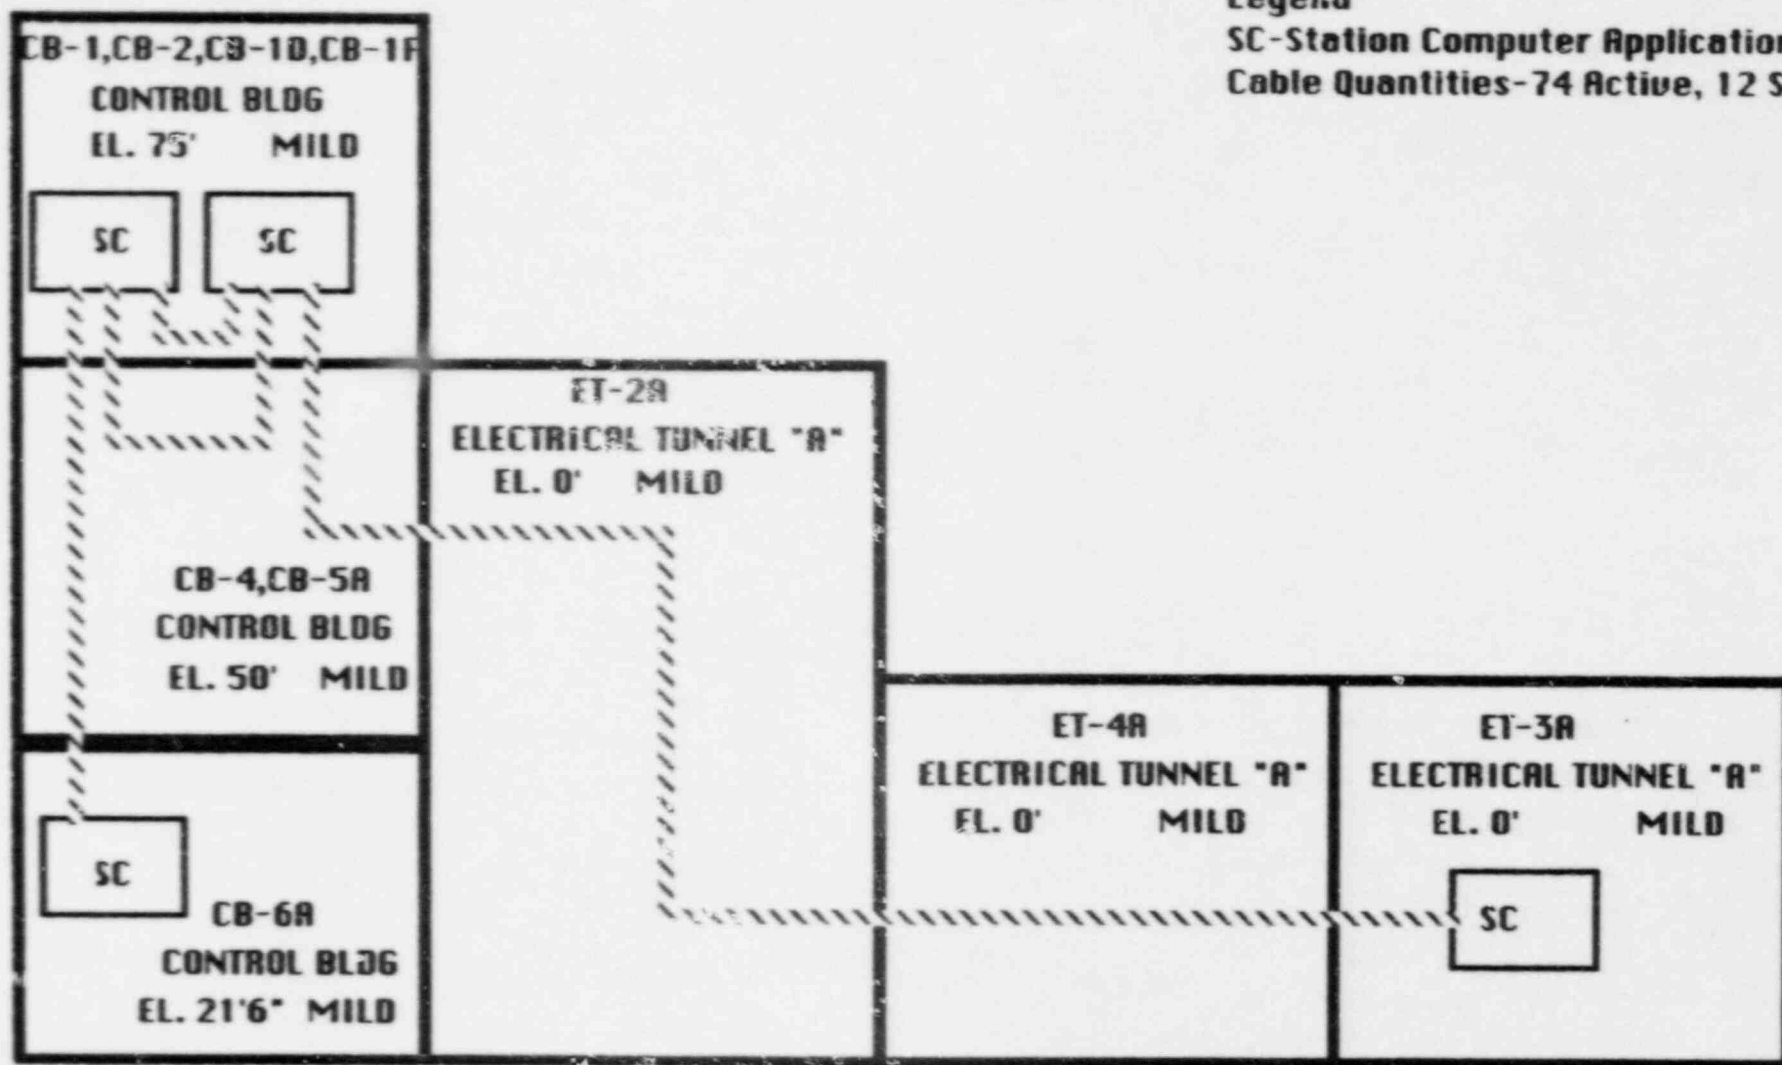 Legend
SC-Station Computer Application
Cable Quantities-74 Active, 12 S
CB-1,CB-2,CB-1D,CB-1F
CONTROL BLDG
EL. 75' MILD
SC SC
ET-2A
ELECTRICAL TUNNEL "A"
EL. 0' MILD
CB-4,CB-5A
CONTROL BLDG
EL. 50' MILD
ET-4A
ELECTRICAL TUNNEL "A"
EL. 0' MILD
ET-3A
ELECTRICAL TUNNEL "A"
EL. 0' MILD
SC
CB-6A
CONTROL BLDG
EL. 21'6" MILD
SC